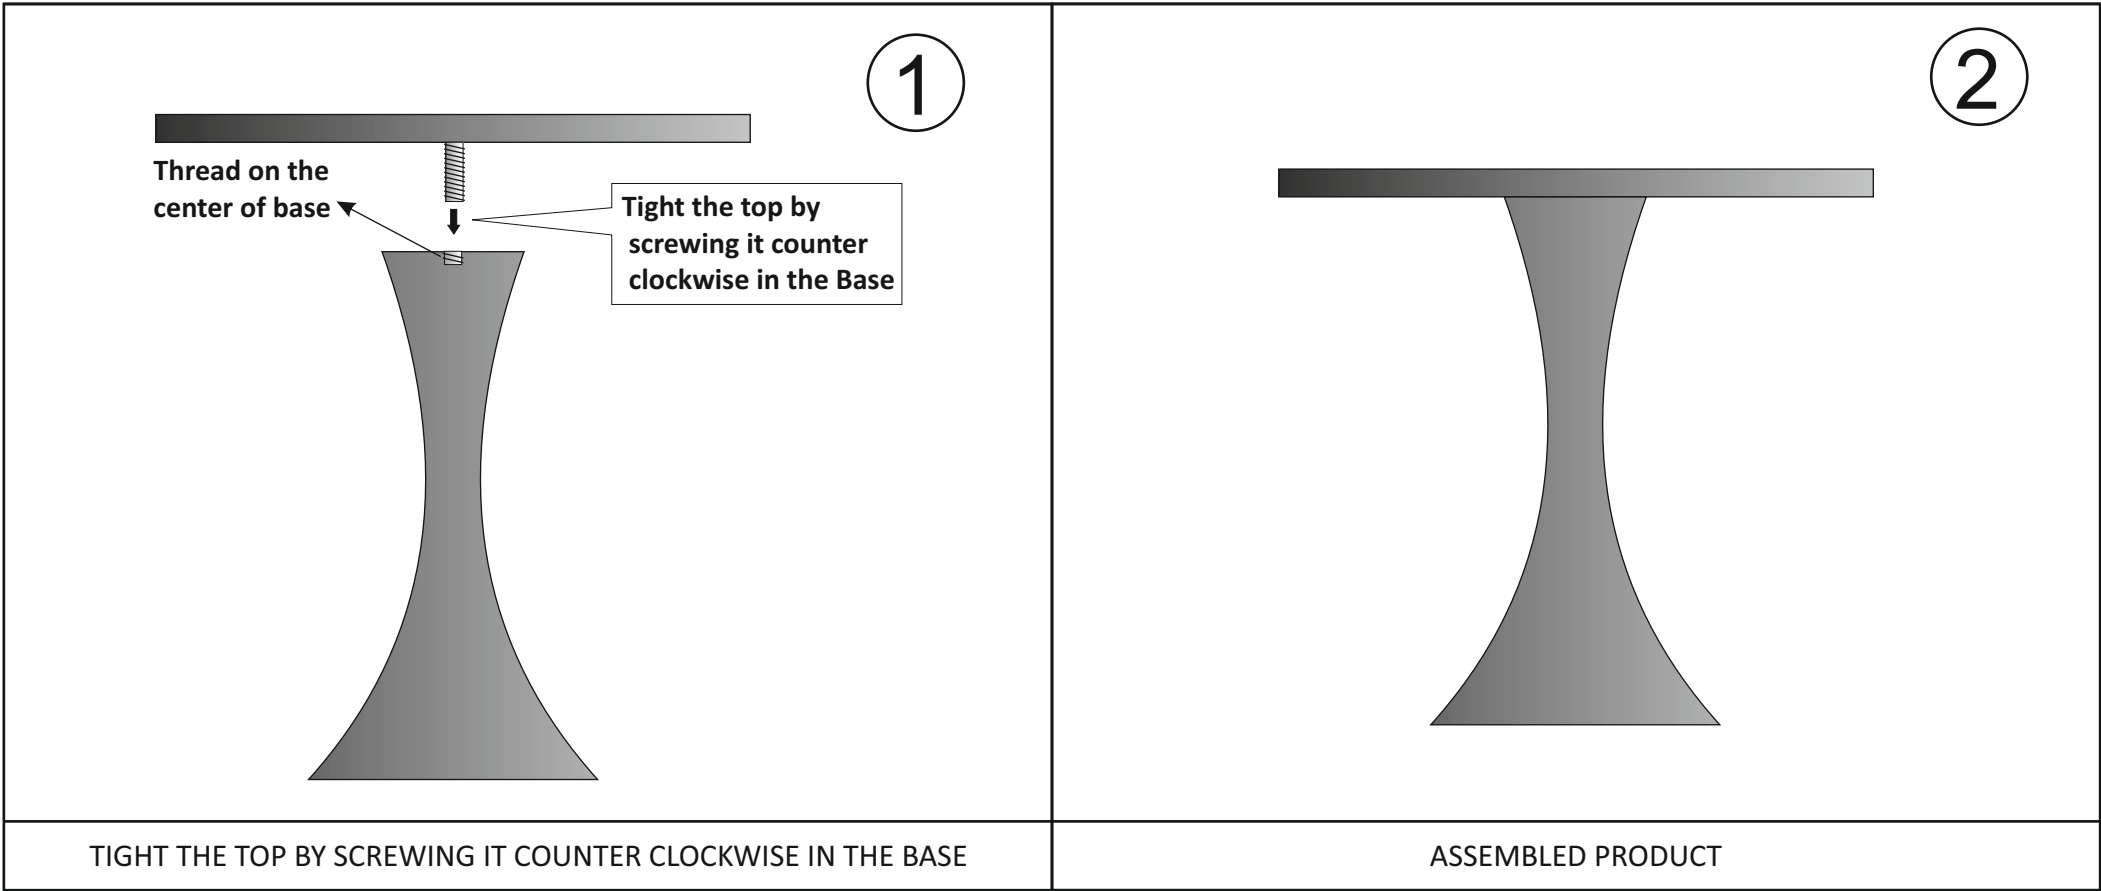 1
Thread on the
center of base
Tight the top by
screwing it counter
clockwise in the Base
TIGHT THE TOP BY SCREWING IT COUNTER CLOCKWISE IN THE BASE
2
ASSEMBLED PRODUCT